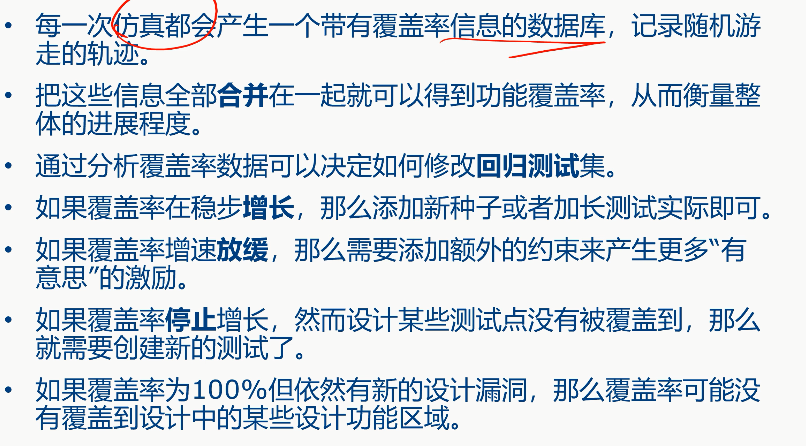 • 每一次仿真都会产生一个带有覆盖率信息的数据库，记录随机游
走的轨迹。
• 把这些信息全部合并在一起就可以得到功能覆盖率，从而衡量整
体的进展程度。
• 通过分析覆盖率数据可以决定如何修改回归测试集。
• 如果覆盖率在稳步增长，那么添加新种子或者加长测试实际即可。
• 如果覆盖率增速放缓，那么需要添加额外的约束来产生更多“有
意思”的激励。
• 如果覆盖率停止增长，然而设计某些测试点没有被覆盖到，那么
就需要创建新的测试了。
• 如果覆盖率为100%但依然有新的设计漏洞，那么覆盖率可能没
有覆盖到设计中的某些设计功能区域。